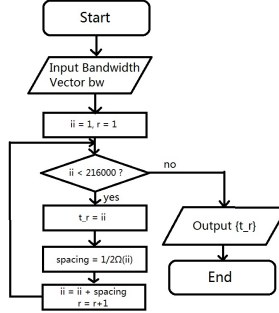 Start
Input Bandwidth
Vector bw
ii = 1, r = 1
ii < 216000 ?
no
yes
t_r = ii
Output {t_r}
spacing = 1/2Ω(ii)
End
ii = ii + spacing
r = r+1